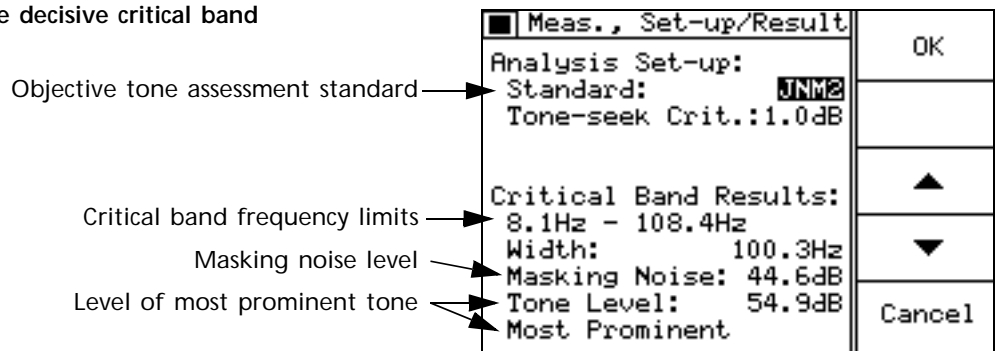 e decisive critical band
Objective tone assessment standard
Critical band frequency limits
Masking noise level
Level of most prominent tone
Meas., Set-up/Result
Analysis Set-up:
Standard: JNM2
Tone-seek Crit.:1.0dB
Critical Band Results:
8.1Hz - 108.4Hz
Width: 100.3Hz
Masking Noise: 44.6dB
Tone Level: 54.9dB
Most Prominent
OK
Cancel